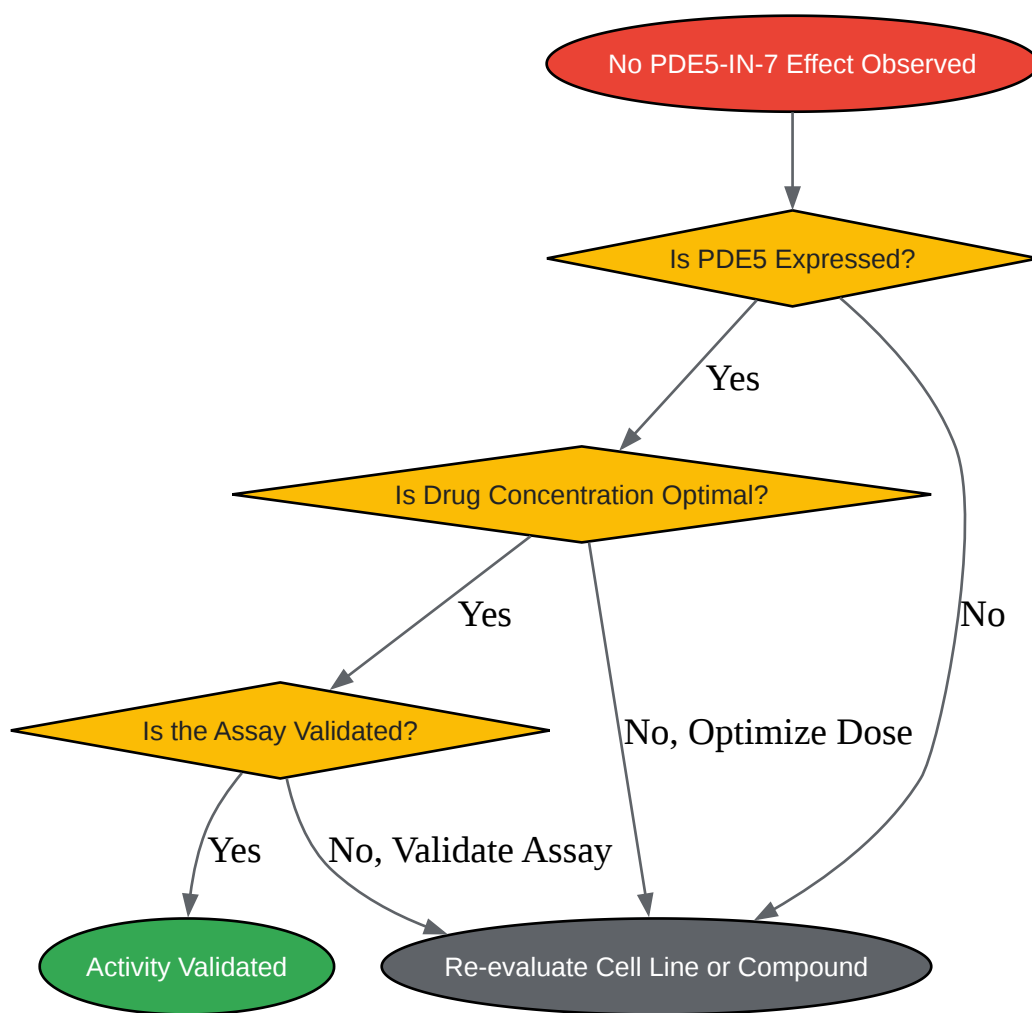 No PDE5-IN-7 Effect Observed
Is PDE5 Expressed?
Yes
Is Drug Concentration Optimal?
Yes
No
Is the Assay Validated?
No, Optimize Dose
Yes
No, Validate Assay
Activity Validated
Re-evaluate Cell Line or Compound